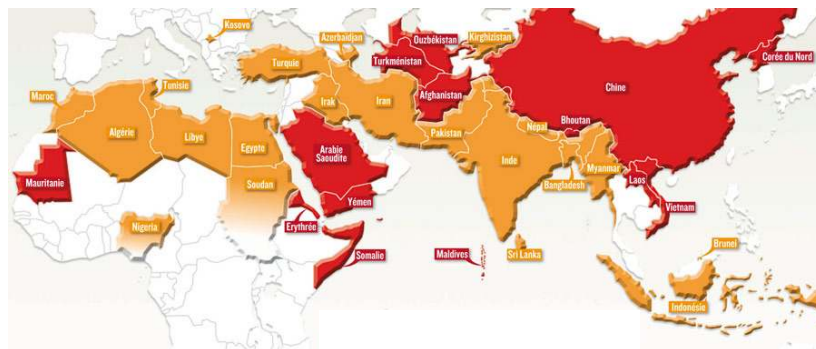 Kosovo
Azerbaidjan
Ouzbékistan
Kirghizistan
Turquie
Turkménistan
Corée du Nord
Tunisie
Maroc
Irak
Iran
Afghanistan
Chine
Algérie
Libye
Egypte
Arabie
Saoudite
Pakistan
Népal
Bhoutan
Inde
Myanmar
Mauritanie
Soudan
Bangladesh
Laos
Yémen
Vietnam
Nigeria
Erythrée
Somalie
Maldives
Sri Lanka
Brunei
Indonésie